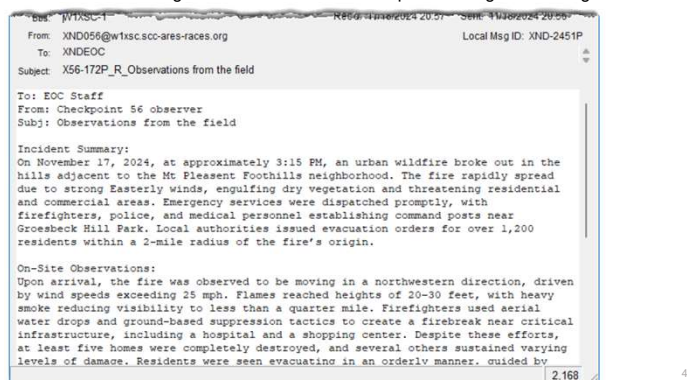 W1XSC-1 20:57
From: XND056@w1xsc.scc-ares-races.org Local Msg ID: XND-2451P
To: XNDEOC
Subject: X56-172P_R_Observations from the field
To: EOC Staff
From: Checkpoint 56 observer
Subj: Observations from the field
Incident Summary:
On November 17, 2024, at approximately 3:15 PM, an urban wildfire broke out in the
hills adjacent to the Mt Pleasent Foothills neighborhood. The fire rapidly spread
due to strong Easterly winds, engulfing dry vegetation and threatening residential
and commercial areas. Emergency services were dispatched promptly, with
firefighters, police, and medical personnel establishing command posts near
Groesbeck Hill Park. Local authorities issued evacuation orders for over 1,200
residents within a 2-mile radius of the fire's origin.
On-Site Observations:
Upon arrival, the fire was observed to be moving in a northwestern direction, driven
by wind speeds exceeding 25 mph. Flames reached heights of 20-30 feet, with heavy
smoke reducing visibility to less than a quarter mile. Firefighters used aerial
water drops and ground-based suppression tactics to create a firebreak near critical
infrastructure, including a hospital and a shopping center. Despite these efforts,
at least five homes were completely destroyed, and several others sustained varying
levels of damage. Residents were seen evacuating in an orderly manner, guided by
2,168
4